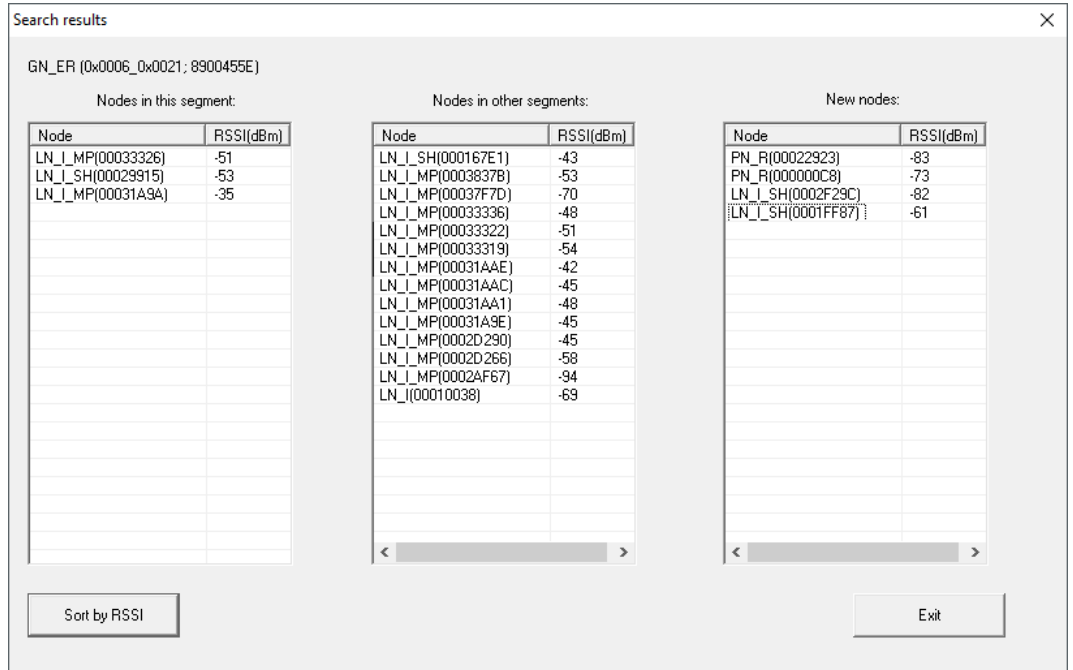 Search results
GN_ER (0x0006_0x0021; 8900455E)
Nodes in this segment:
Node RSSI(dBm)
LN_I_MP(00033326) -51
LN_I_SH(00029915) -53
LN_I_MP(00031A9A) -35
Sort by RSSI
Nodes in other segments:
Node RSSI(dBm)
LN_I_SH(000167E1) -43
LN_I_MP(0003837B) -53
LN_I_MP(00037F7D) -70
LN_I_MP(00033336) -48
LN_I_MP(00033322) -51
LN_I_MP(00033319) -54
LN_I_MP(00031AAE) -42
LN_I_MP(00031AAC) -45
LN_I_MP(00031AA1) -48
LN_I_MP(00031A9E) -45
LN_I_MP(0002D290) -45
LN_I_MP(0002D266) -58
LN_I_MP(0002AF67) -94
LN_I(00010038) -69
New nodes:
Node RSSI(dBm)
PN_R(00022923) -83
PN_R(000000C8) -73
LN_I_SH(0002F29C) -82
LN_I_SH(0001FF87) -61
Exit